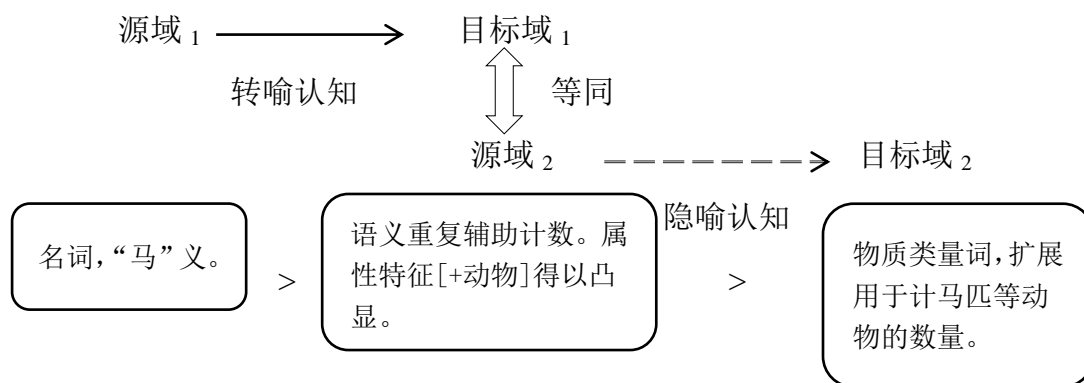 源域₁ 目标域₁
转喻认知 等同
源域₂ 目标域₂
隐喻认知
名词，“马”义。
>
语义重复辅助计数。属
性特征[+动物]得以凸
显。
>
物质类量词，扩展
用于计马匹等动
物的数量。